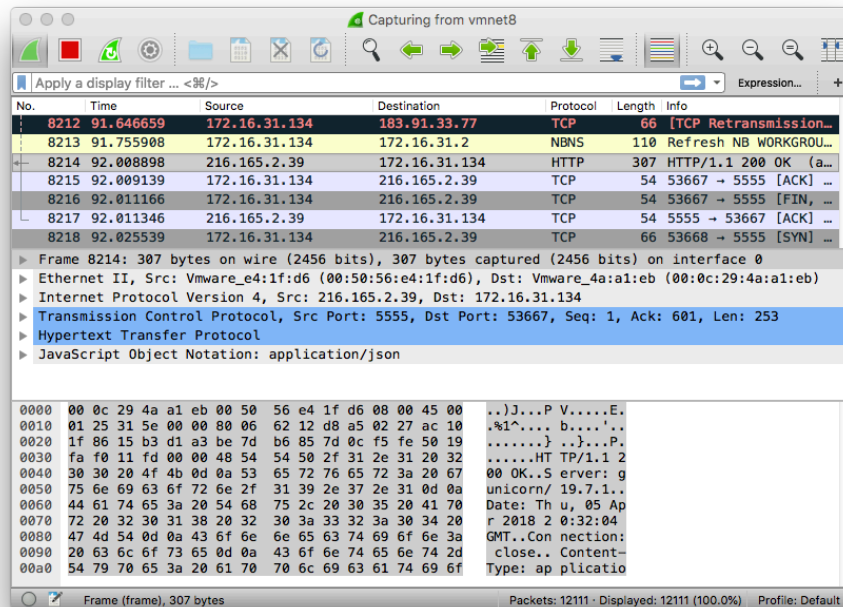 Capturing from vmnet8
Apply a display filter ... <⌘/>
Expression... +
No. Time Source Destination Protocol Length Info
8212 91.646659 172.16.31.134 183.91.33.77 TCP 66 [TCP Retransmission...
8213 91.755908 172.16.31.134 172.16.31.2 NBNS 110 Refresh NB WORKGROU...
8214 92.008898 216.165.2.39 172.16.31.134 HTTP 307 HTTP/1.1 200 OK (a...
8215 92.009139 172.16.31.134 216.165.2.39 TCP 54 53667 → 5555 [ACK] ...
8216 92.011166 172.16.31.134 216.165.2.39 TCP 54 53667 → 5555 [FIN, ...
8217 92.011346 216.165.2.39 172.16.31.134 TCP 54 5555 → 53667 [ACK] ...
8218 92.025539 172.16.31.134 216.165.2.39 TCP 66 53668 → 5555 [SYN] ...
Frame 8214: 307 bytes on wire (2456 bits), 307 bytes captured (2456 bits) on interface 0
Ethernet II, Src: Vmware_e4:1f:d6 (00:50:56:e4:1f:d6), Dst: Vmware_4a:a1:eb (00:0c:29:4a:a1:eb)
Internet Protocol Version 4, Src: 216.165.2.39, Dst: 172.16.31.134
Transmission Control Protocol, Src Port: 5555, Dst Port: 53667, Seq: 1, Ack: 601, Len: 253
Hypertext Transfer Protocol
JavaScript Object Notation: application/json
0000 00 0c 29 4a a1 eb 00 50 56 e4 1f d6 08 00 45 00 ..)J...P V.....E.
0010 01 25 31 5e 00 00 80 06 62 12 d8 a5 02 27 ac 10 .%1^.... b....'..
0020 1f 86 15 b3 d1 a3 be 7d b6 85 7d 0c f5 fe 50 19 .......} ..}...P.
0030 fa f0 11 fd 00 00 48 54 54 50 2f 31 2e 31 20 32 ......HT TP/1.1 2
0040 30 30 20 4f 4b 0d 0a 53 65 72 76 65 72 3a 20 67 00 OK..S erver: g
0050 75 6e 69 63 6f 72 6e 2f 31 39 2e 37 2e 31 0d 0a unicorn/ 19.7.1..
0060 44 61 74 65 3a 20 54 68 75 2c 20 30 35 20 41 70 Date: Th u, 05 Ap
0070 72 20 32 30 31 38 20 32 30 3a 33 32 3a 30 34 20 r 2018 2 0:32:04
0080 47 4d 54 0d 0a 43 6f 6e 6e 65 63 74 69 6f 6e 3a GMT..Con nection:
0090 20 63 6c 6f 73 65 0d 0a 43 6f 6e 74 65 6e 74 2d close.. Content-
00a0 54 79 70 65 3a 20 61 70 70 6c 69 63 61 74 69 6f Type: ap plicatio
Frame (frame), 307 bytes
Packets: 12111 · Displayed: 12111 (100.0%)
Profile: Default